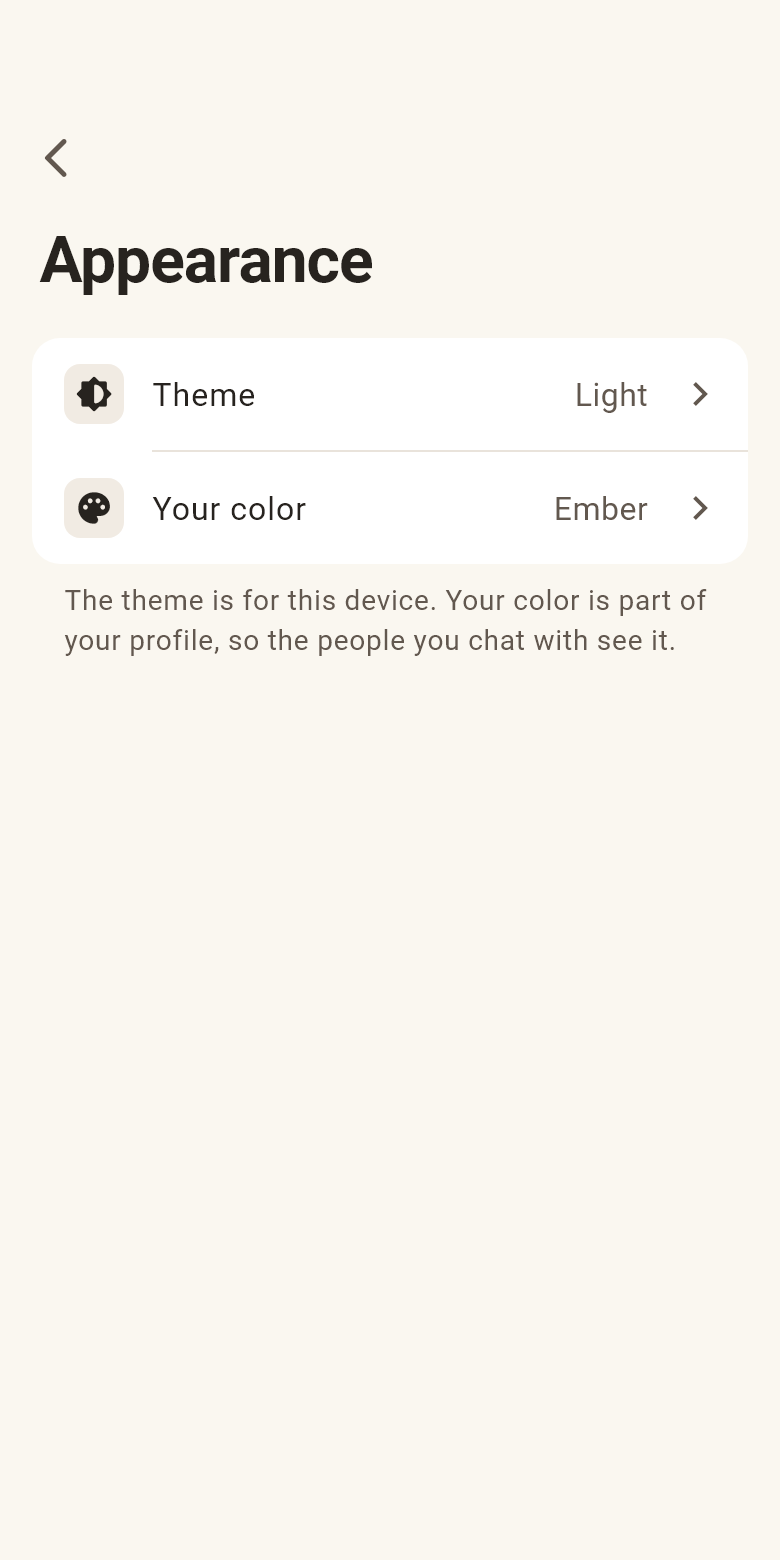 Appearance
Theme Light
Your color Ember
The theme is for this device. Your color is part of
your profile, so the people you chat with see it.